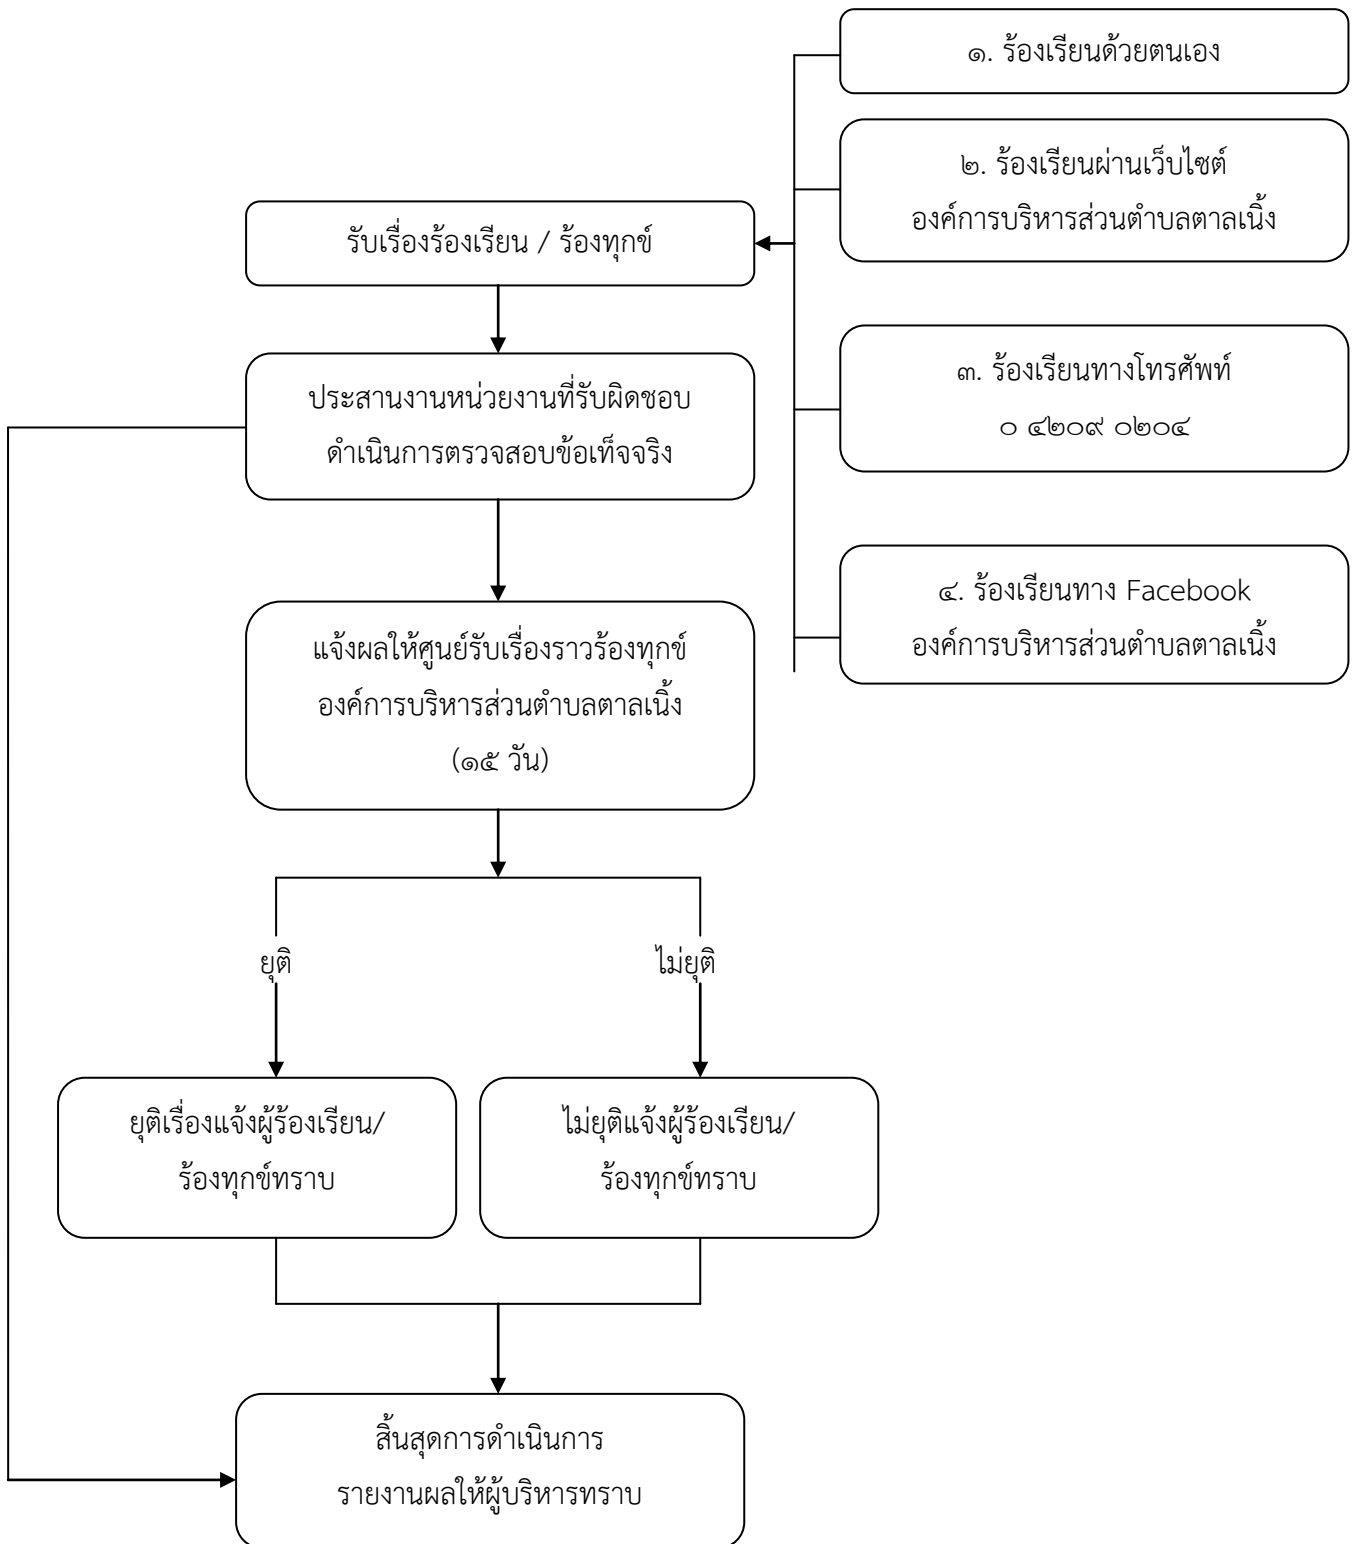 ๑. ร้องเรียนด้วยตนเอง
๒. ร้องเรียนผ่านเว็บไซต์
องค์การบริหารส่วนตำบลตาลเนิ้ง
รับเรื่องร้องเรียน / ร้องทุกข์
๓. ร้องเรียนทางโทรศัพท์
๐ ๔๒๐๙ ๐๒๐๔
ประสานงานหน่วยงานที่รับผิดชอบ
ดำเนินการตรวจสอบข้อเท็จจริง
๔. ร้องเรียนทาง Facebook
องค์การบริหารส่วนตำบลตาลเนิ้ง
แจ้งผลให้ศูนย์รับเรื่องราวร้องทุกข์
องค์การบริหารส่วนตำบลตาลเนิ้ง
(๑๕ วัน)
ยุติ
ไม่ยุติ
ยุติเรื่องแจ้งผู้ร้องเรียน/
ร้องทุกข์ทราบ
ไม่ยุติแจ้งผู้ร้องเรียน/
ร้องทุกข์ทราบ
สิ้นสุดการดำเนินการ
รายงานผลให้ผู้บริหารทราบ